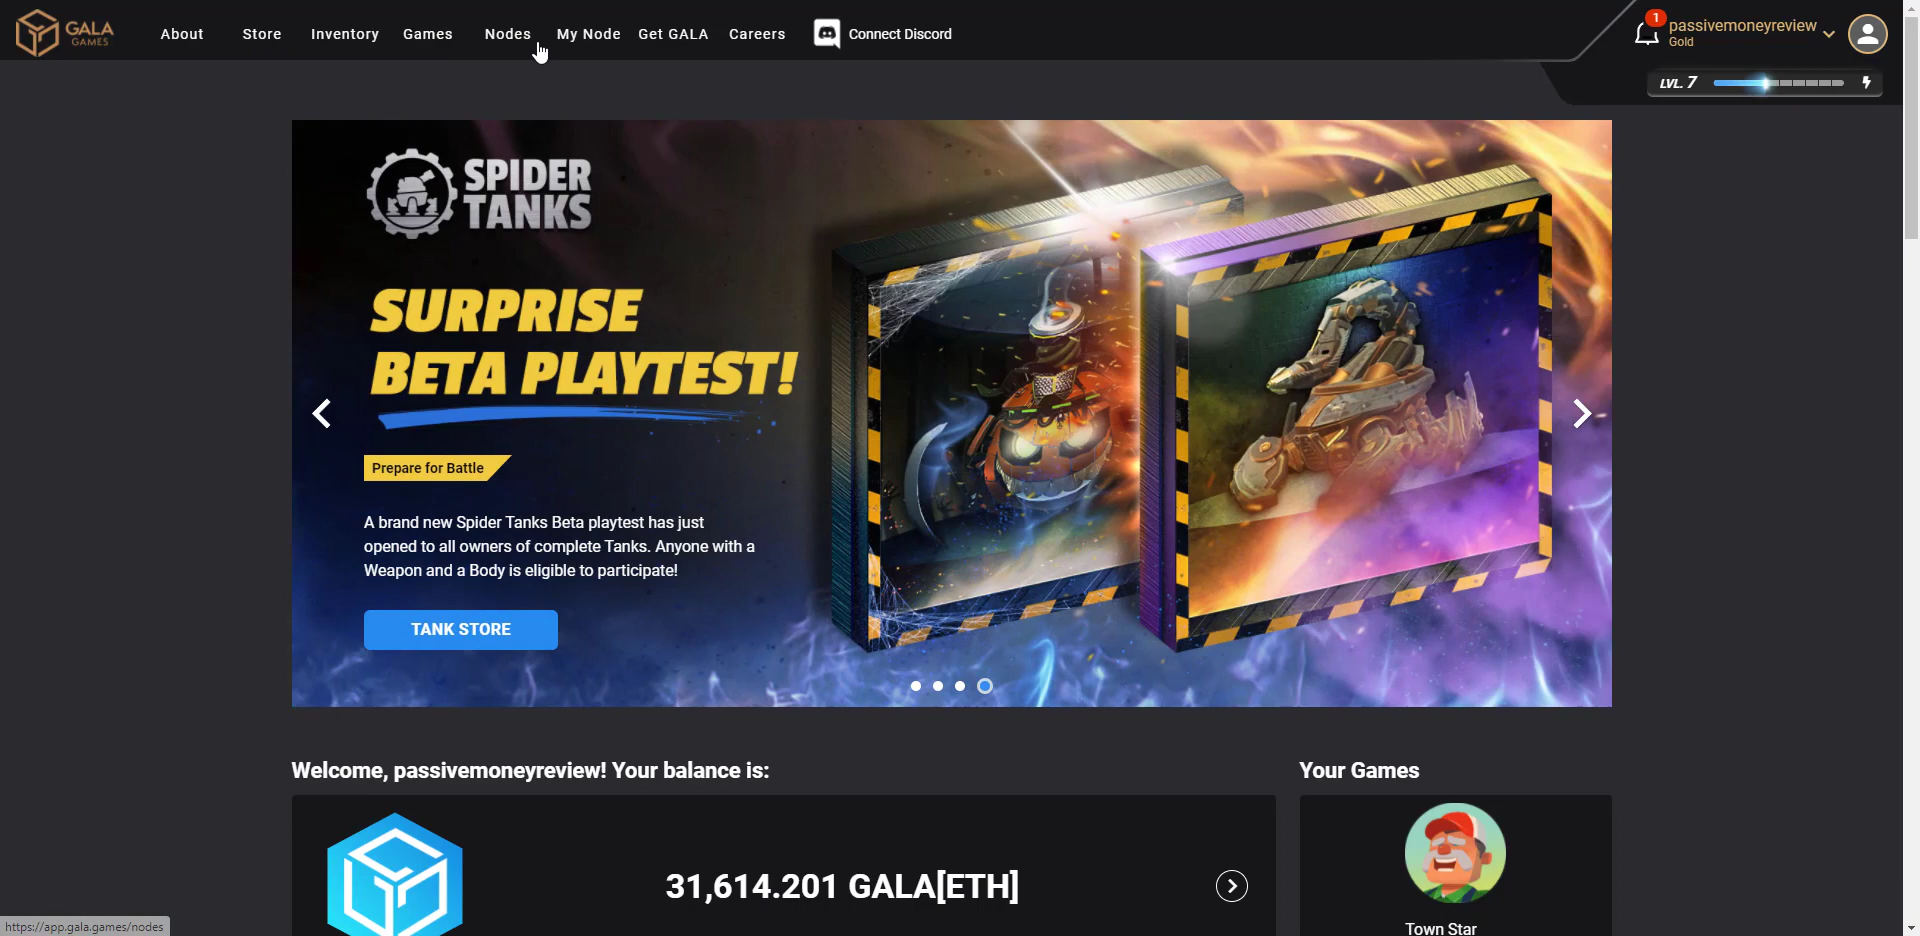 GALA
GAMES
About
Store
Inventory
Games
Nodes
My Node
Get GALA
Careers
Connect Discord
1
passivemoneyreview
Gold
LVL. 7
SPIDER
TANKS
SURPRISE
BETA PLAYTEST!
Prepare for Battle
A brand new Spider Tanks Beta playtest has just
opened to all owners of complete Tanks. Anyone with a
Weapon and a Body is eligible to participate!
TANK STORE
Welcome, passivemoneyreview! Your balance is:
31,614.201 GALA[ETH]
Your Games
Town Star
https://app.gala.games/nodes